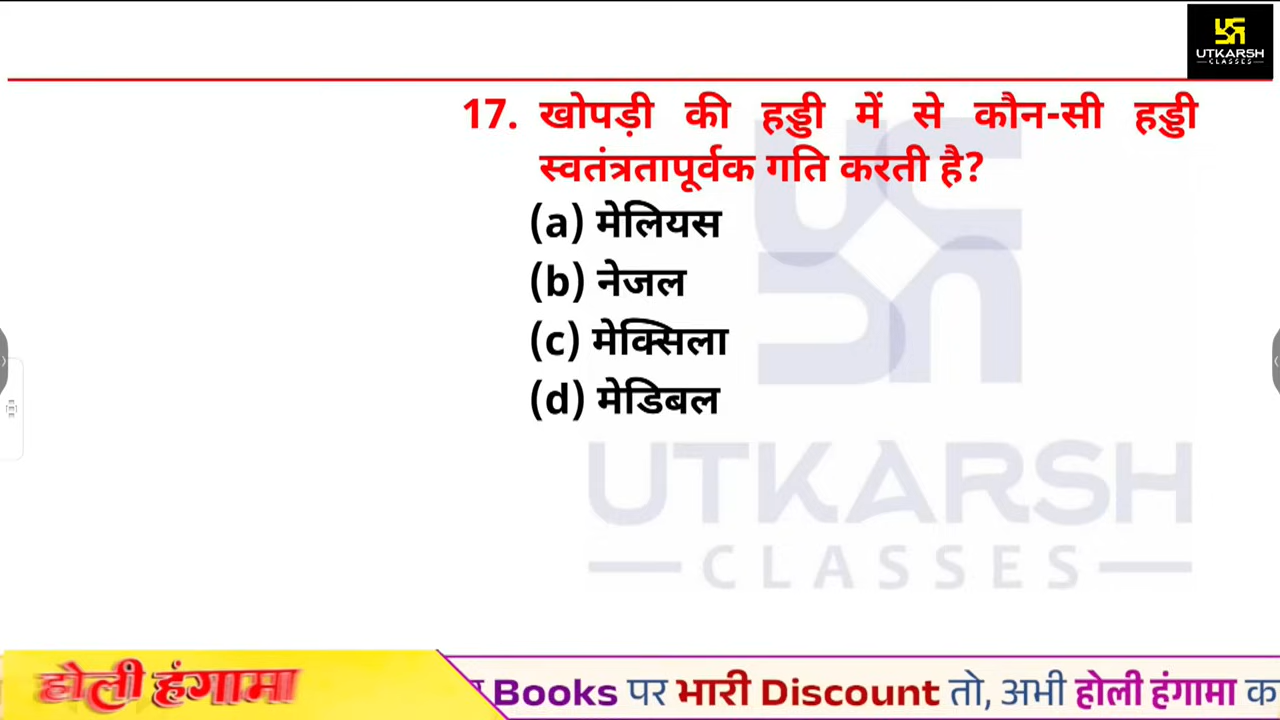 UTKARSH
CLASSES
17. खोपड़ी की हड्डी में से कौन-सी हड्डी
स्वतंत्रतापूर्वक गति करती है?
(a) मेलियस
(b) नेजल
(c) मेक्सिला
(d) मेडिबल
UTKARSH
CLASSES
होली हंगामा
Books पर भारी Discount तो, अभी होली हंगामा क